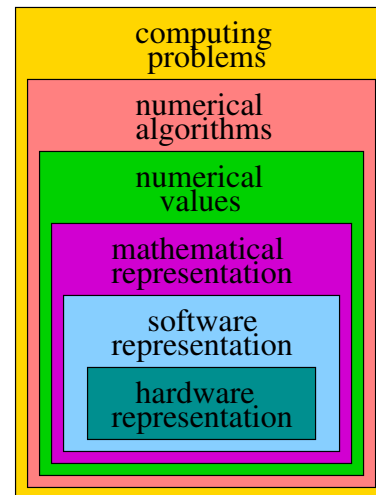 computing
problems
numerical
algorithms
numerical
values
mathematical
representation
software
representation
hardware
representation